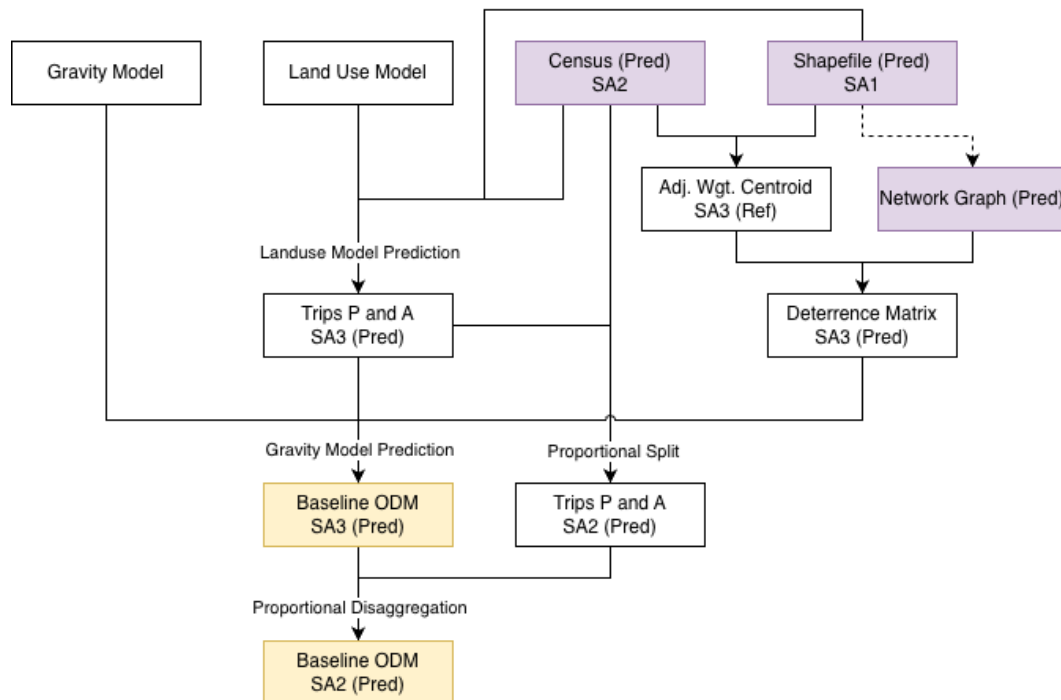 Gravity Model
Land Use Model
Census (Pred)
SA2
Shapefile (Pred)
SA1
Adj. Wgt. Centroid
SA3 (Ref)
Network Graph (Pred)
Landuse Model Prediction
Trips P and A
SA3 (Pred)
Deterrence Matrix
SA3 (Pred)
Gravity Model Prediction
Proportional Split
Baseline ODM
SA3 (Pred)
Trips P and A
SA2 (Pred)
Proportional Disaggregation
Baseline ODM
SA2 (Pred)